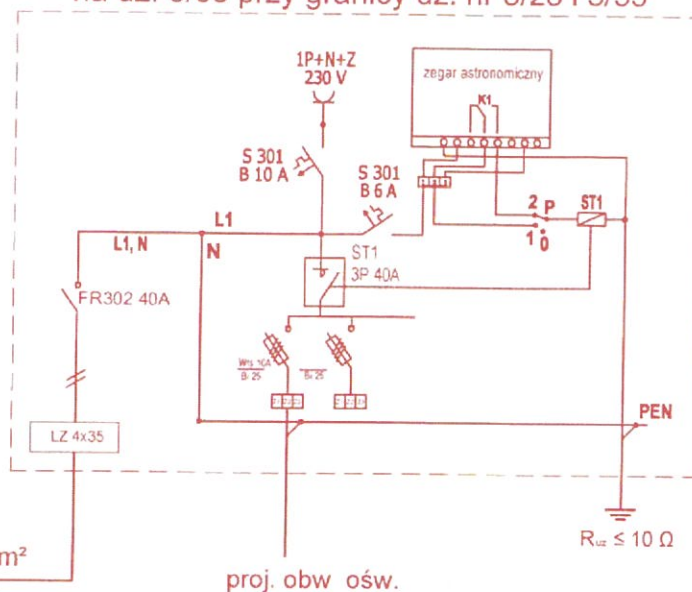 1P+N+Z
230 V
zegar astronomiczny
K1
S 301
B 10 A
S 301
B 6 A
L1
L1, N
N
2 P
1 0
ST1
ST1
3P 40A
FR302 40A
10A
B 25
B 25
LZ 4x35
PEN
R ≤ 10 Ω
m²
proj. obw ośw.